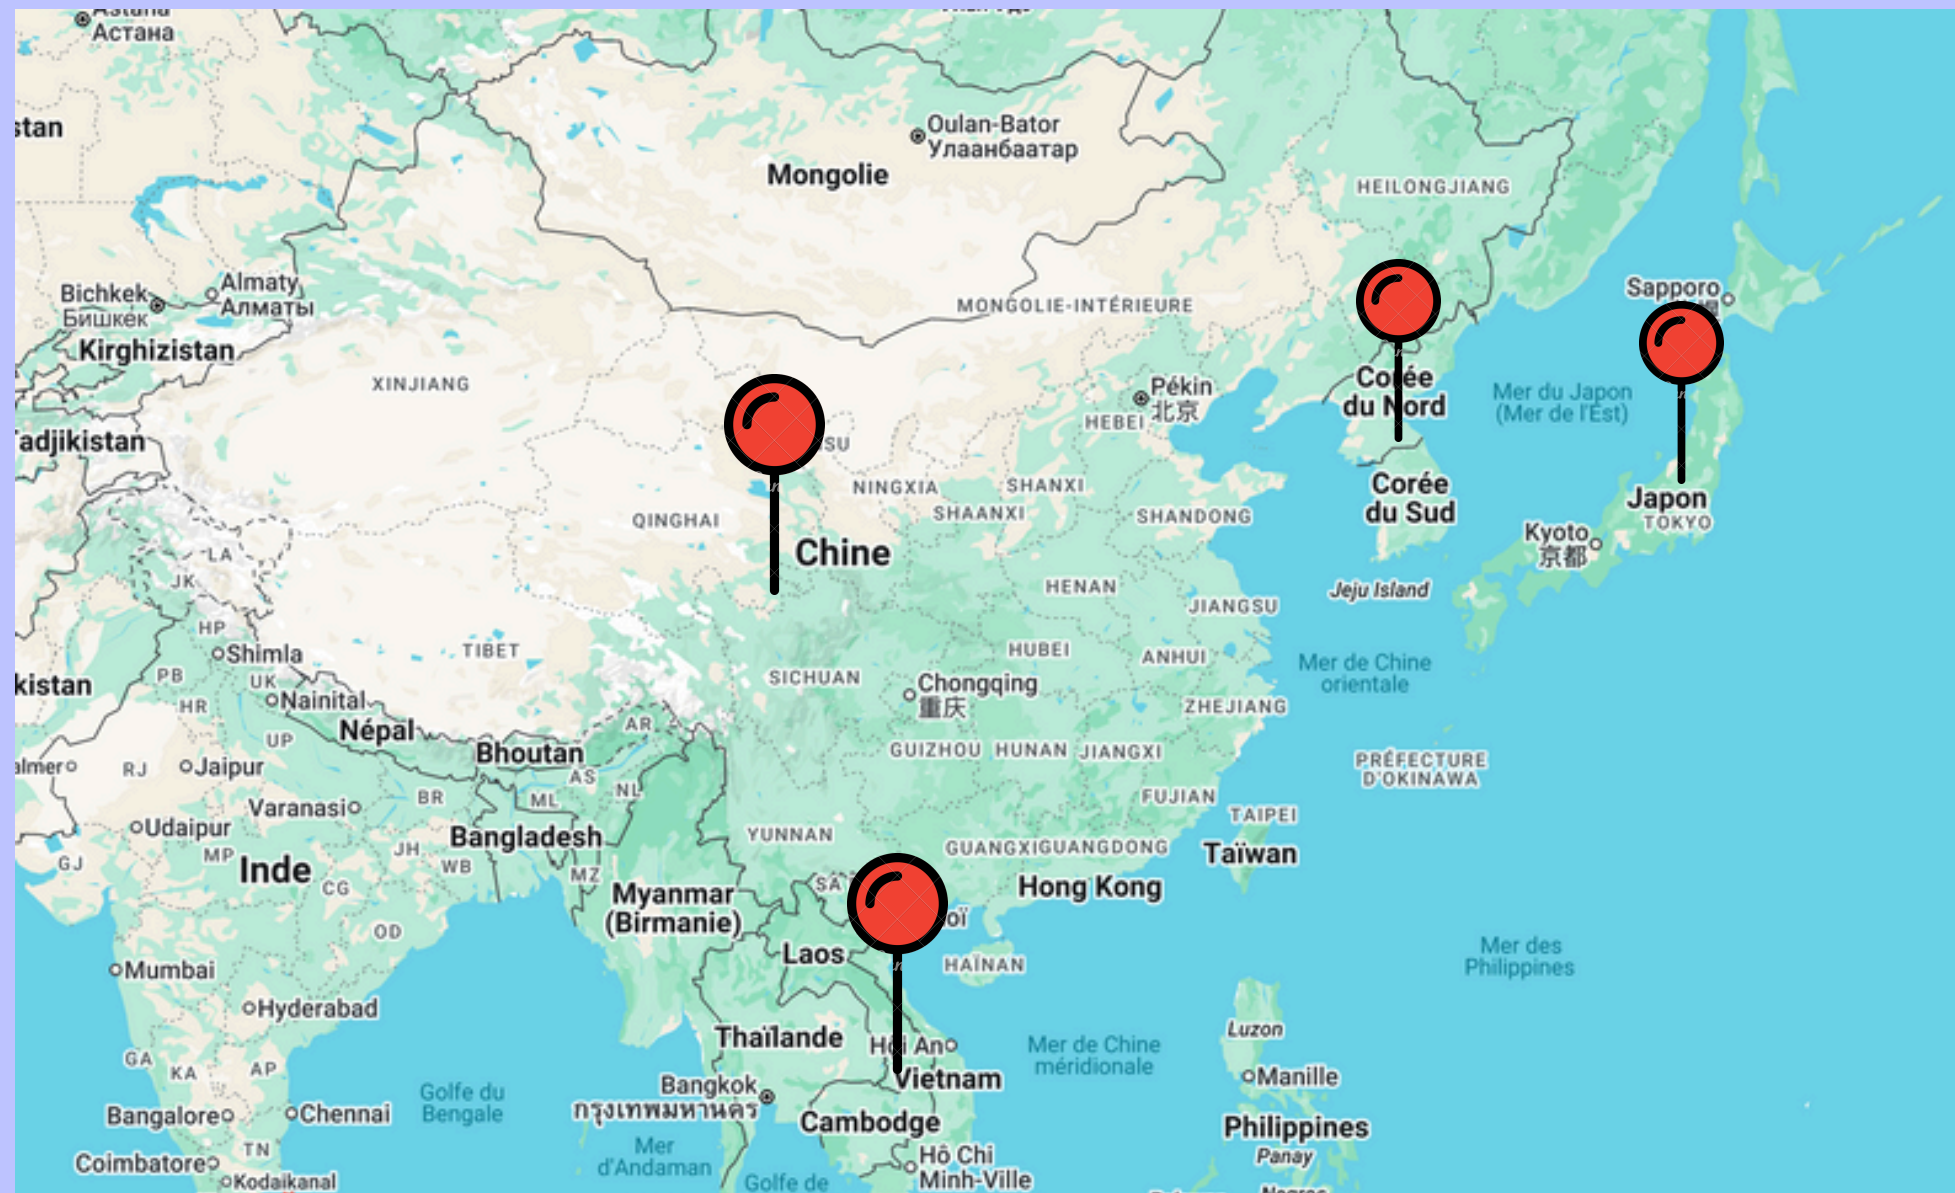 Астана
stan
Oulan-Bator
Улаанбаатар
Mongolie
HEILONGJIANG
Almaty
Алматы
Bichkek
Бишкек
Sapporo
MONGOLIE-INTÉRIEURE
Kirghizistan
XINJIANG
Pékin
北京
HEBEI
Corée
du Nord
Mer du Japon
(Mer de l'Est)
Tadjikistan
SU
NINGXIA
SHANXI
Corée
du Sud
Japon
TOKYO
QINGHAI
SHAANXI
SHANDONG
Kyoto
京都
Chine
LA
JK
HENAN
Jeju Island
JIANGSU
HP
Shimla
TIBET
HUBEI
ANHUI
Mer de Chine
orientale
kistan
PB
UK
Nainital
SICHUAN
Chongqing
重庆
HR
ZHEJIANG
AR
Népal
UP
Bhoutan
GUIZHOU
HUNAN
JIANGXI
PRÉFECTURE
D'OKINAWA
almer
RJ
Jaipur
AS
NL
ML
BR
Varanasi
FUJIAN
TAIPEI
Udaipur
Bangladesh
YUNNAN
MP
JH
WB
GUANGXI
GUANGDONG
Taïwan
GJ
Inde
CG
MZ
Myanmar
(Birmanie)
SA
Hong Kong
oï
OD
Laos
HAÏNAN
Mer des
Philippines
Mumbai
Hyderabad
Thaïlande
Hội An
Luzon
Mer de Chine
méridionale
GA
KA
AP
Vietnam
Manille
Golfe du
Bengale
Bangkok
กรุงเทพมหานคร
Bangalore
Chennai
Cambodge
Philippines
TN
Mer
d'Andaman
Hô Chi
Minh-Ville
Panay
Coimbatore
Kodaikanal
Golfe de